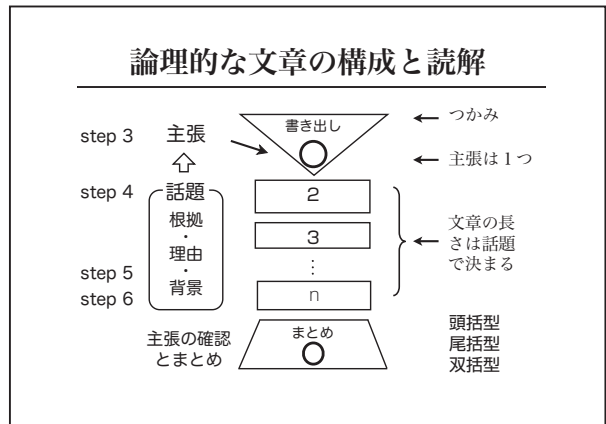 論理的な文章の構成と読解
step 3
主張
書き出し
つかみ
主張は1つ
step 4
話題
根拠
・
理由
・
背景
step 5
step 6
2
3
⋮
n
文章の長
さは話題
で決まる
主張の確認
とまとめ
まとめ
頭括型
尾括型
双括型